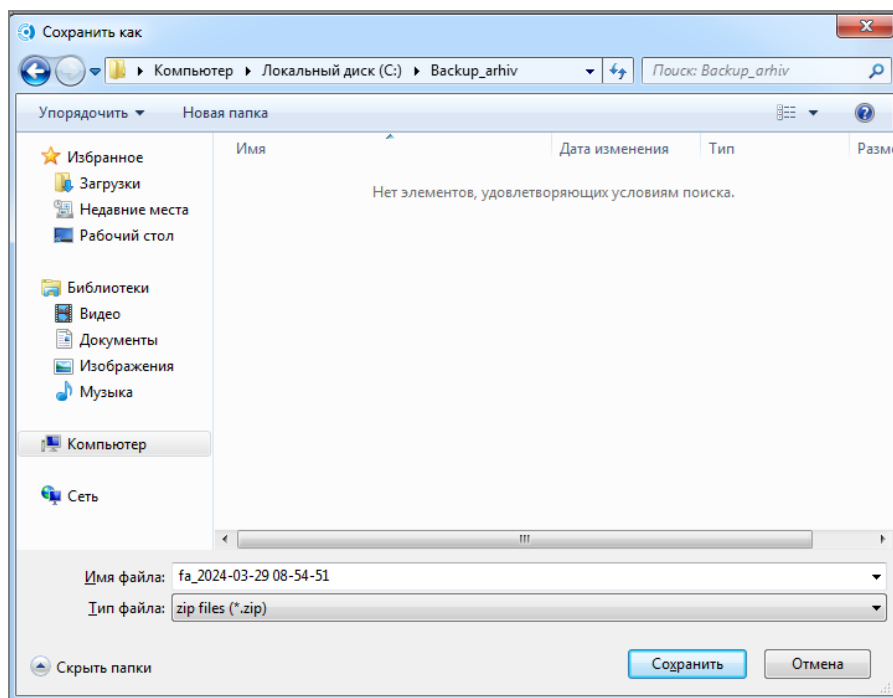 Сохранить как
Компьютер Локальный диск (C:) Backup_arhiv Поиск: Backup_arhiv
Упорядочить Новая папка
Имя Дата изменения Тип Разме
Избранное
Нет элементов, удовлетворяющих условиям поиска.
Загрузки
Недавние места
Рабочий стол
Библиотеки
Видео
Документы
Изображения
Музыка
Компьютер
Сеть
Имя файла: fa_2024-03-29 08-54-51
Тип файла: zip files (*.zip)
Скрыть папки Сохранить Отмена